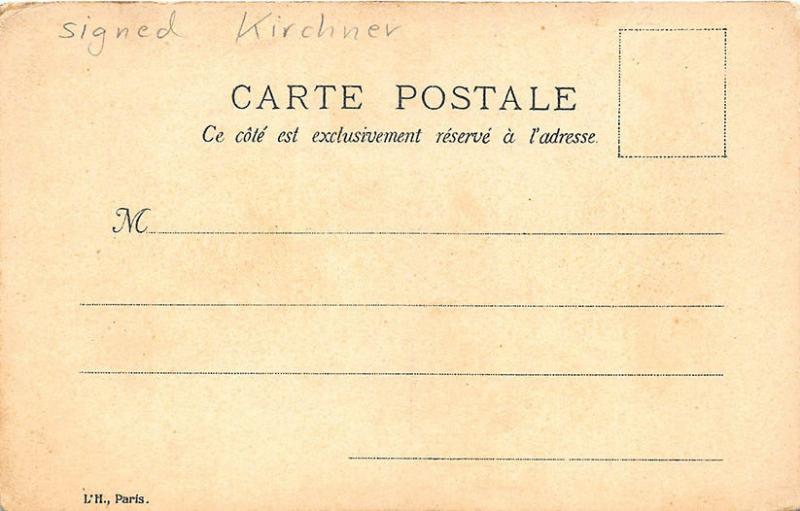 signed Kirchner
CARTE POSTALE
Ce côté est exclusivement réservé à l'adresse.
M
L'H., Paris.